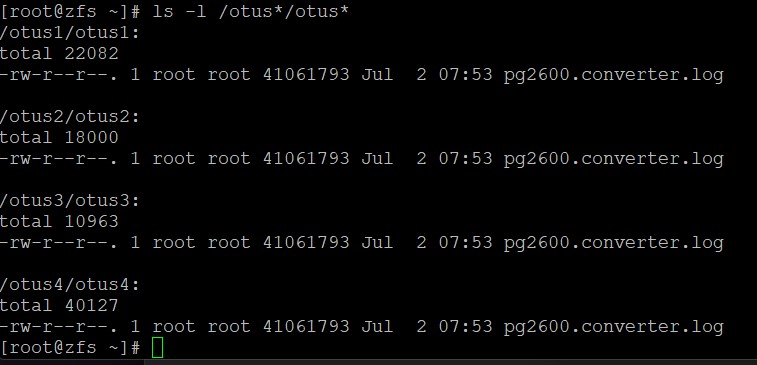 [root@zfs ~]# ls -l /otus*/otus*
/otus1/otus1:
total 22082
-rw-r--r--. 1 root root 41061793 Jul  2 07:53 pg2600.converter.log

/otus2/otus2:
total 18000
-rw-r--r--. 1 root root 41061793 Jul  2 07:53 pg2600.converter.log

/otus3/otus3:
total 10963
-rw-r--r--. 1 root root 41061793 Jul  2 07:53 pg2600.converter.log

/otus4/otus4:
total 40127
-rw-r--r--. 1 root root 41061793 Jul  2 07:53 pg2600.converter.log
[root@zfs ~]#